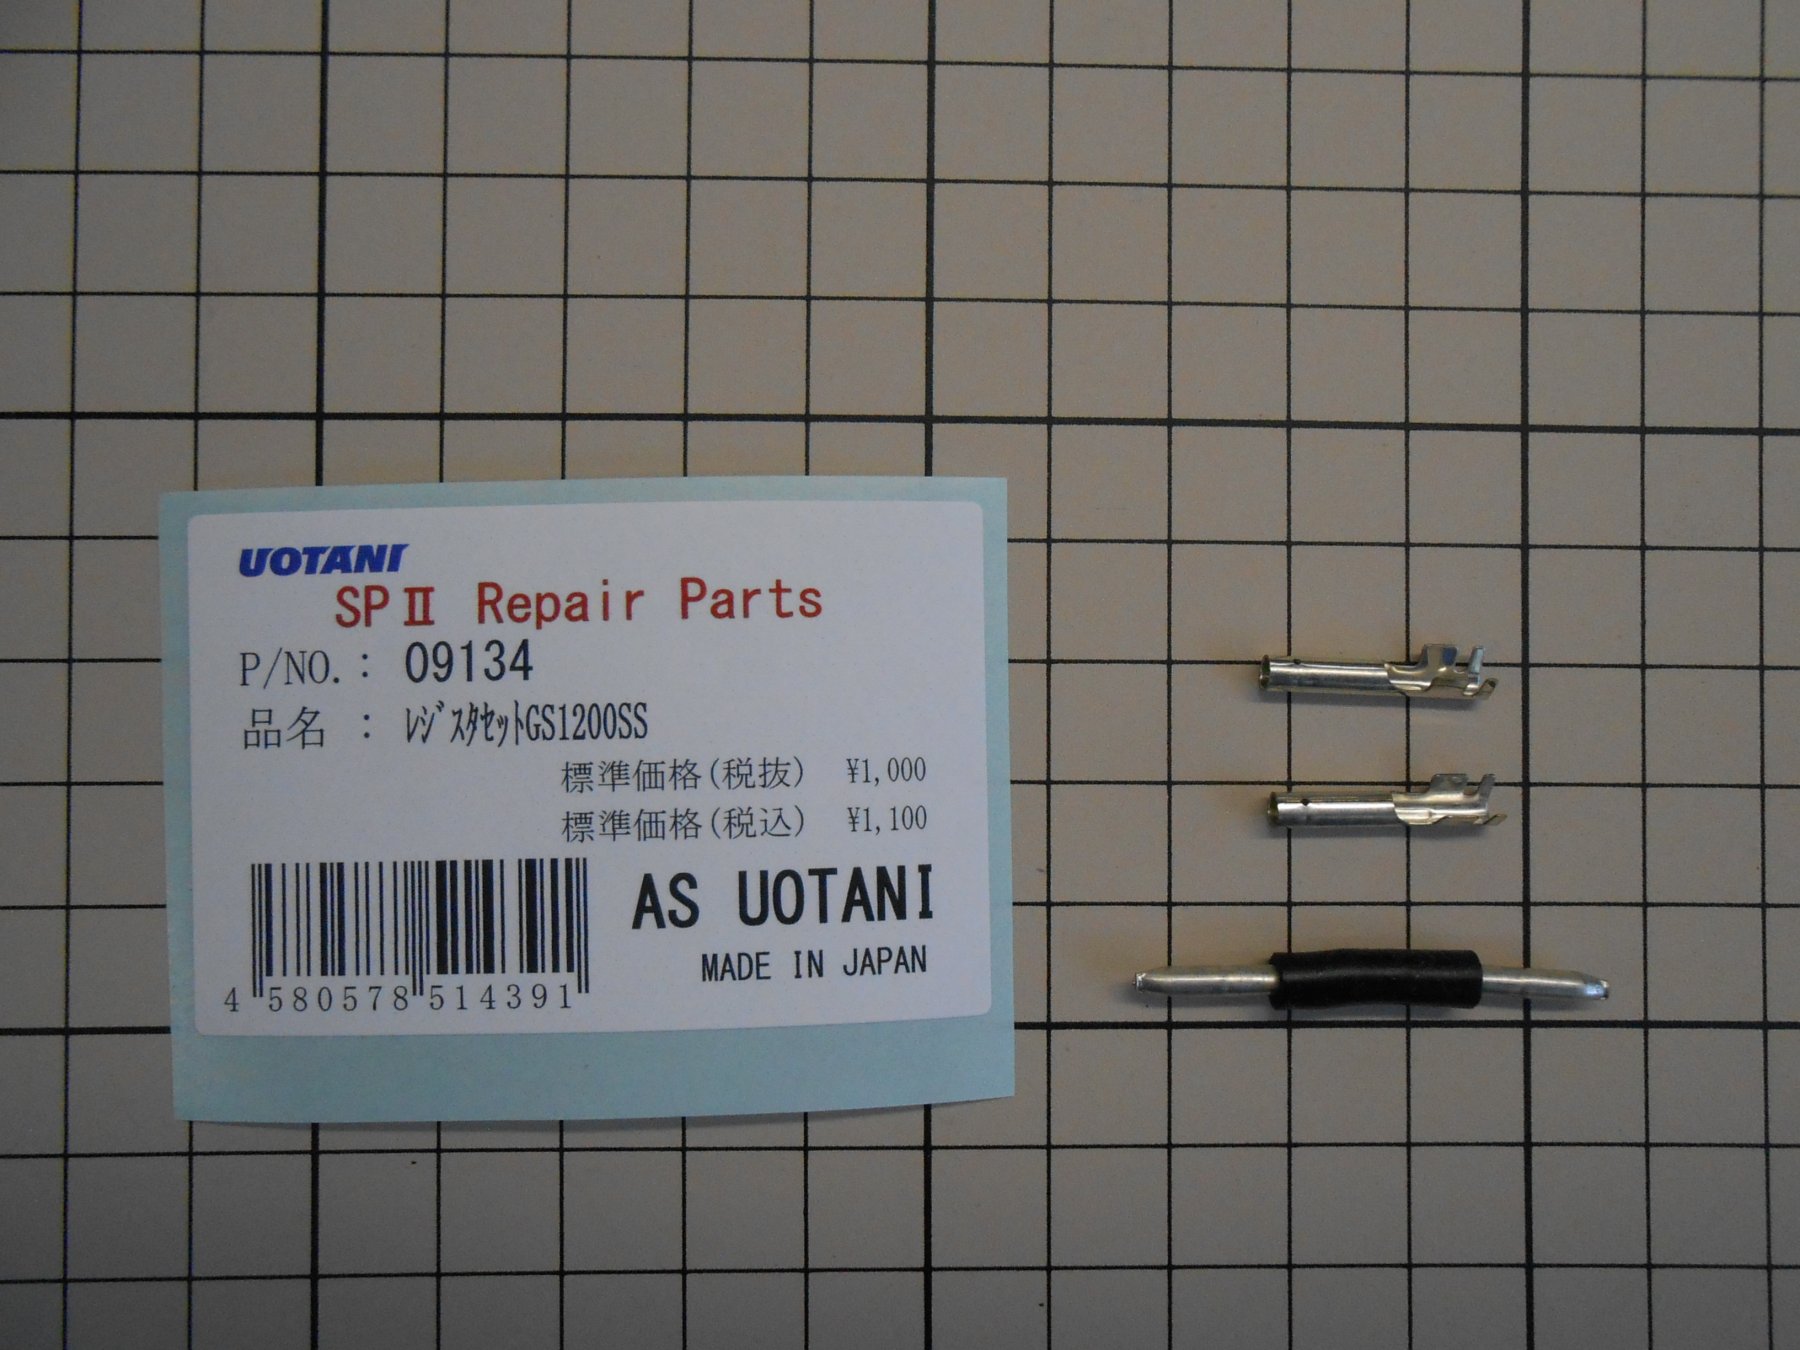 UOTANI
SPⅡ Repair Parts
P/NO.: 09134
品名 : ﾚｼﾞｽﾀｾｯﾄGS1200SS
標準価格(税抜) ¥1,000
標準価格(税込) ¥1,100
AS UOTANI
MADE IN JAPAN
4 580578 514391